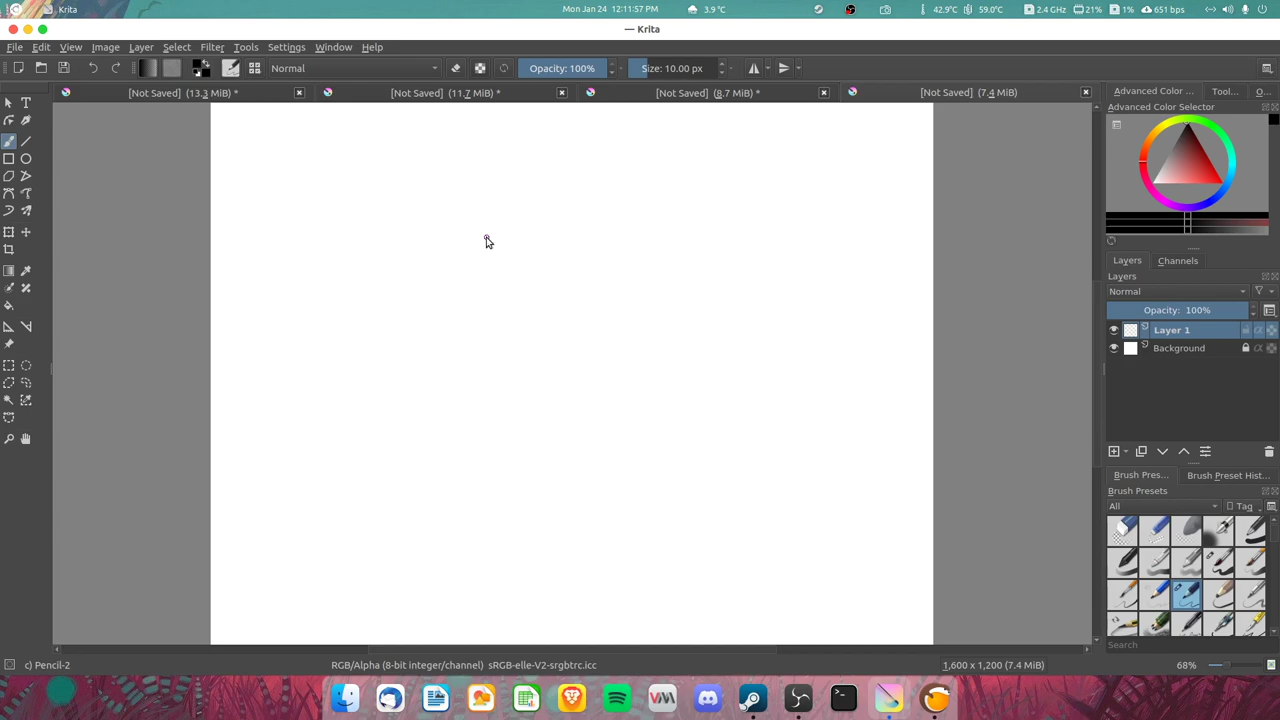 Krita
Mon Jan 24 12:11:57 PM
3.9°C
42.9°C
59.0°C
2.4 GHz
21%
1%
651 bps
— Krita
File Edit View Image Layer Select Filter Tools Settings Window Help
Normal
Opacity: 100%
Size: 10.00 px
[Not Saved] (13.3 MiB) *
[Not Saved] (11.7 MiB) *
[Not Saved] (8.7 MiB) *
[Not Saved] (7.4 MiB)
Advanced Color ...
Tool...
O...
Advanced Color Selector
Layers
Channels
Layers
Normal
Opacity: 100%
Layer 1
Background
Brush Pres...
Brush Preset Hist...
Brush Presets
All
Tag
Search
c) Pencil-2
RGB/Alpha (8-bit integer/channel) sRGB-elle-V2-srgbtrc.icc
1,600 x 1,200 (7.4 MiB)
68%